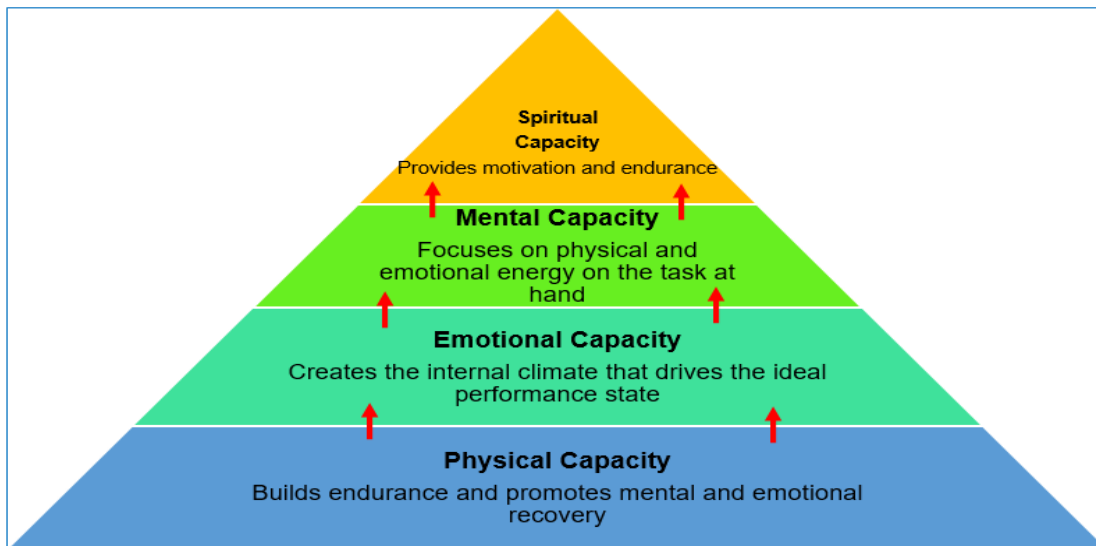 Spiritual
Capacity
Provides motivation and endurance
Mental Capacity
Focuses on physical and
emotional energy on the task at
hand
Emotional Capacity
Creates the internal climate that drives the ideal
performance state
Physical Capacity
Builds endurance and promotes mental and emotional
recovery